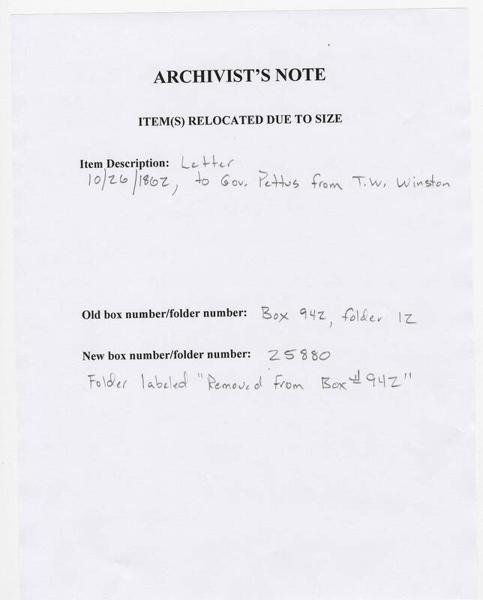 ARCHIVIST'S NOTE
ITEM(S) RELOCATED DUE TO SIZE
Item Description: Letter
10/26/1862, to Gov. Pettus from T.W. Winston
Old box number/folder number: Box 942, folder 12
New box number/folder number: 25880
Folder labeled "Removed from Box # 942"